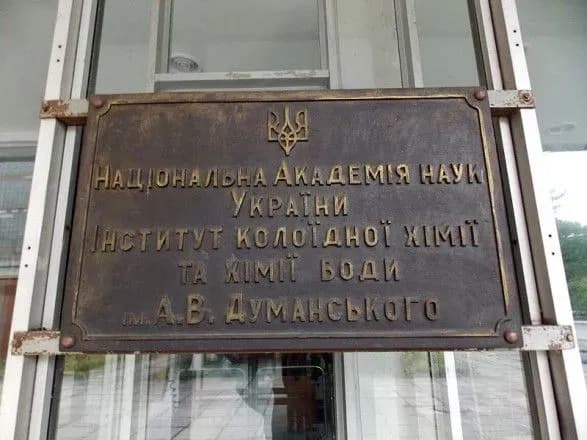 Національна Академія наук
України
Інститут колоїдної хімії
та хімії води
ім. А.В. Думанського